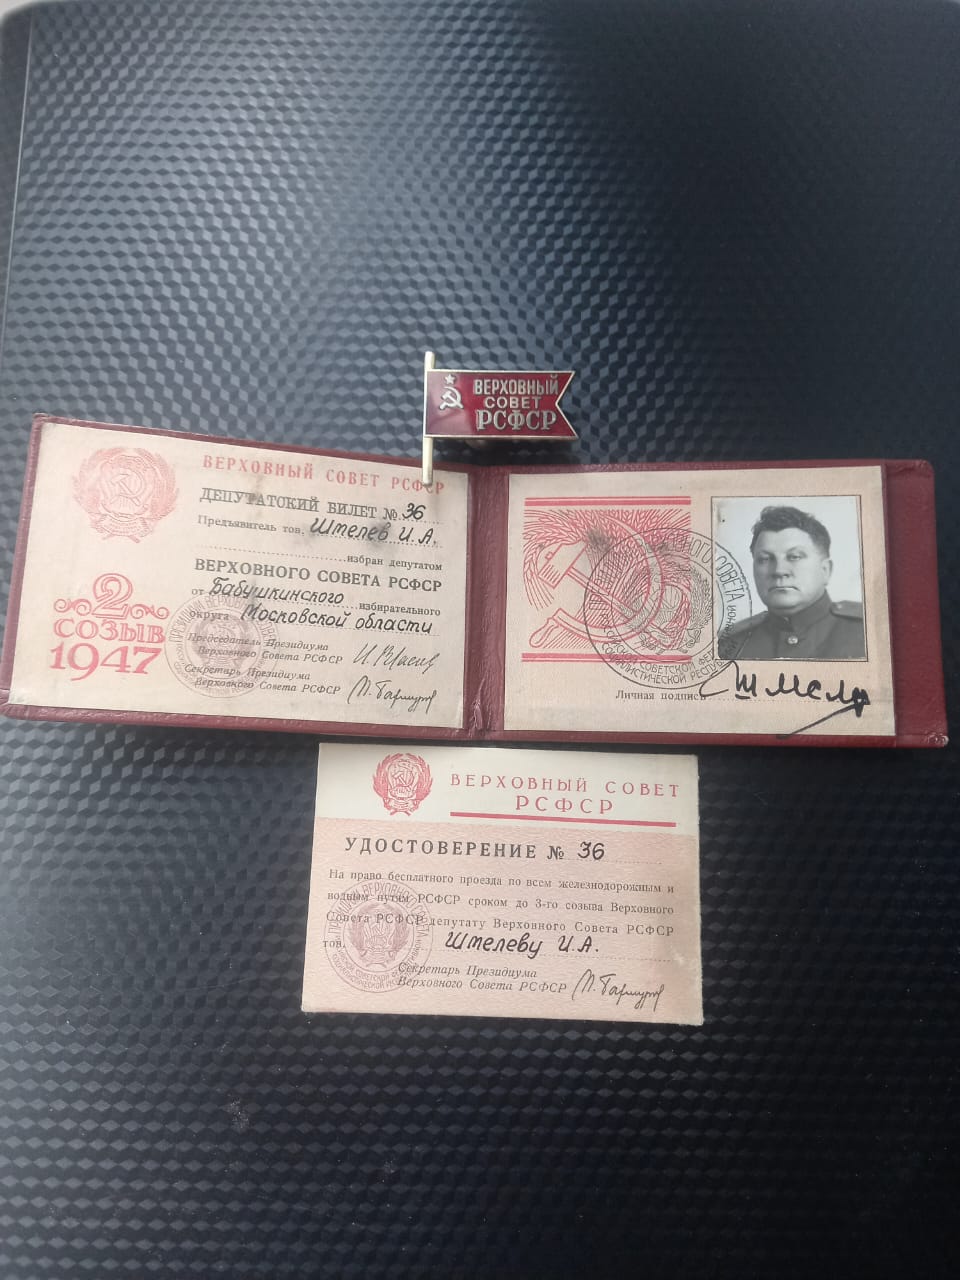 ВЕРХОВНЫЙ
СОВЕТ
РСФСР
ВЕРХОВНЫЙ СОВЕТ РСФСР
ДЕПУТАТСКИЙ БИЛЕТ № 36
Предъявитель тов. Штелев И.А.
избран депутатом
ВЕРХОВНОГО СОВЕТА РСФСР
от Бабушкинского избирательного
округа Московской области
Председатель Президиума
Верховного Совета РСФСР И. Власов
Секретарь Президиума
Верховного Совета РСФСР П. Бахмуров
2
СОЗЫВ
1947
Личная подпись
ВЕРХОВНЫЙ СОВЕТ
РСФСР
УДОСТОВЕРЕНИЕ № 36
На право бесплатного проезда по всем железнодорожным и
водным путям РСФСР сроком до 3-го созыва Верховного
Совета РСФСР депутату Верховного Совета РСФСР
тов. Штелеву И.А.
Секретарь Президиума
Верховного Совета РСФСР П. Бахмуров